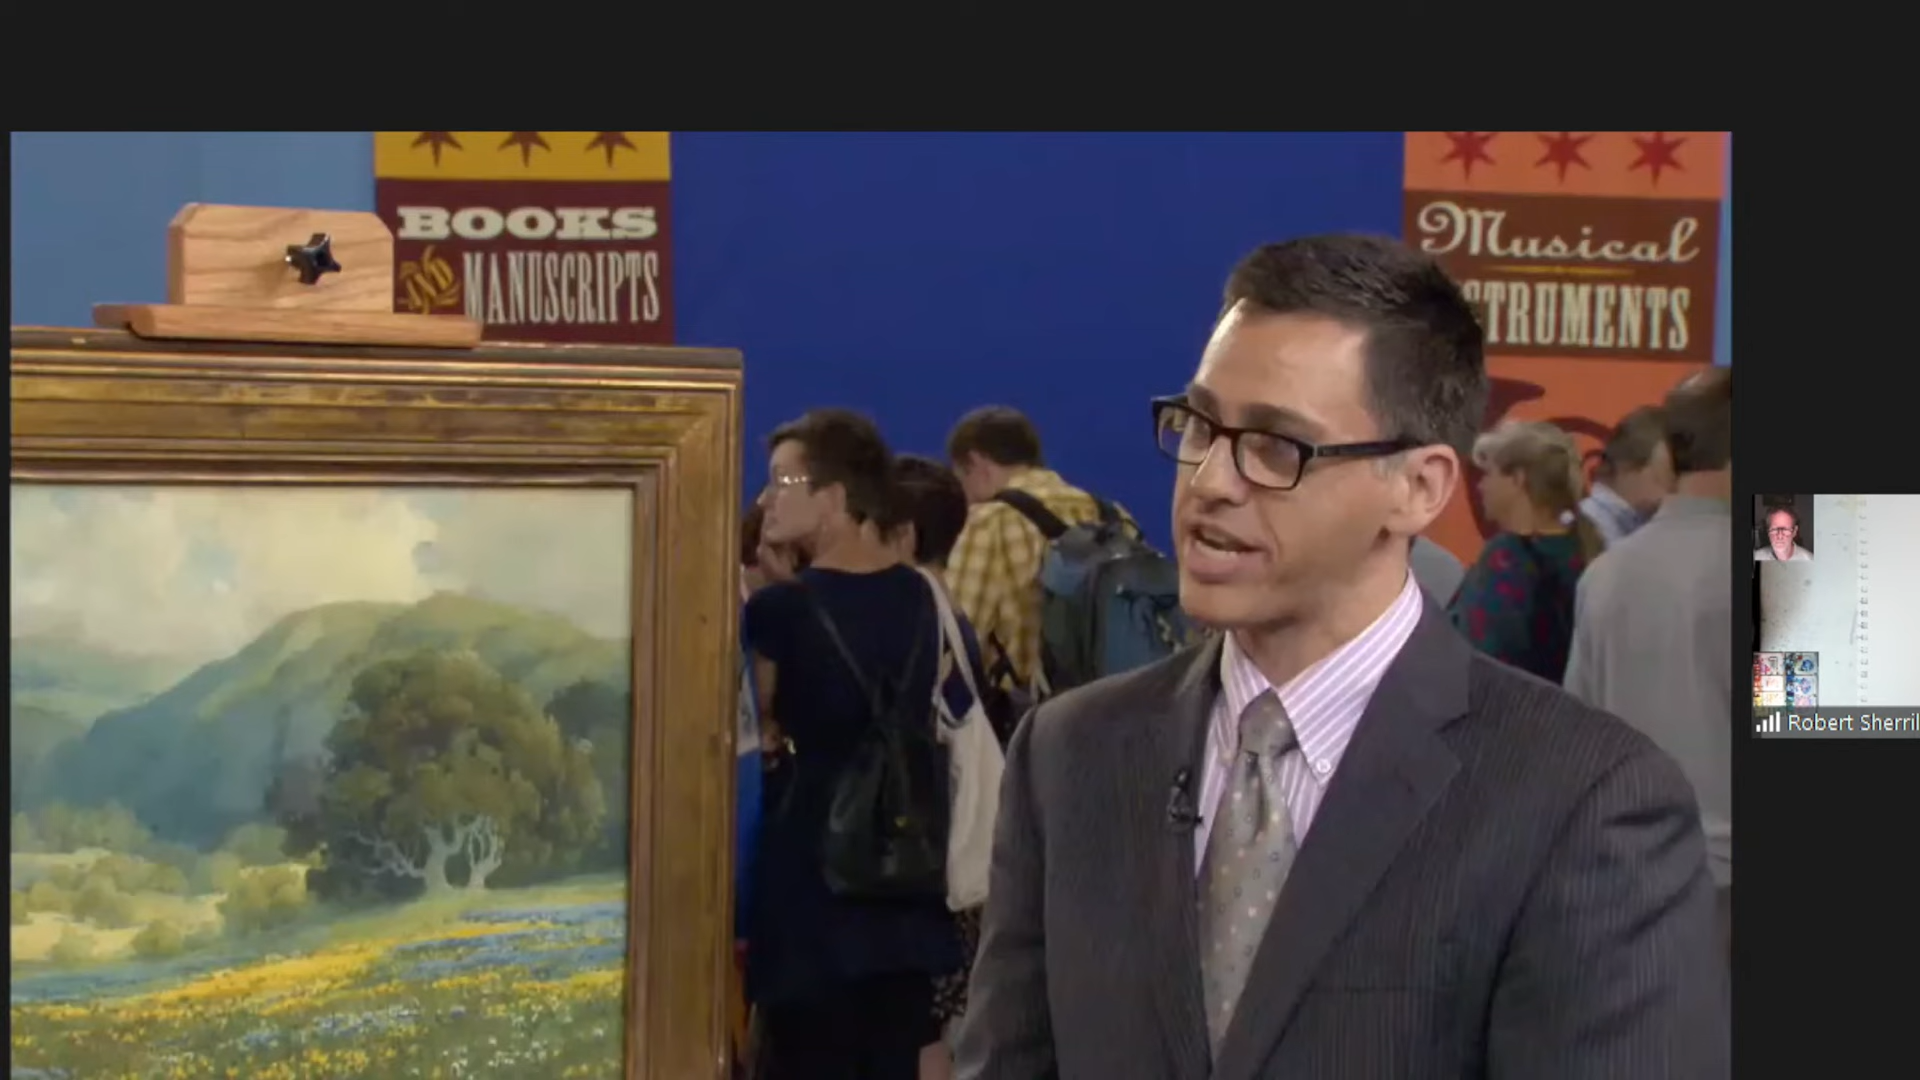 BOOKS
AND
MANUSCRIPTS
Musical
STRUMENTS
Robert Sherril